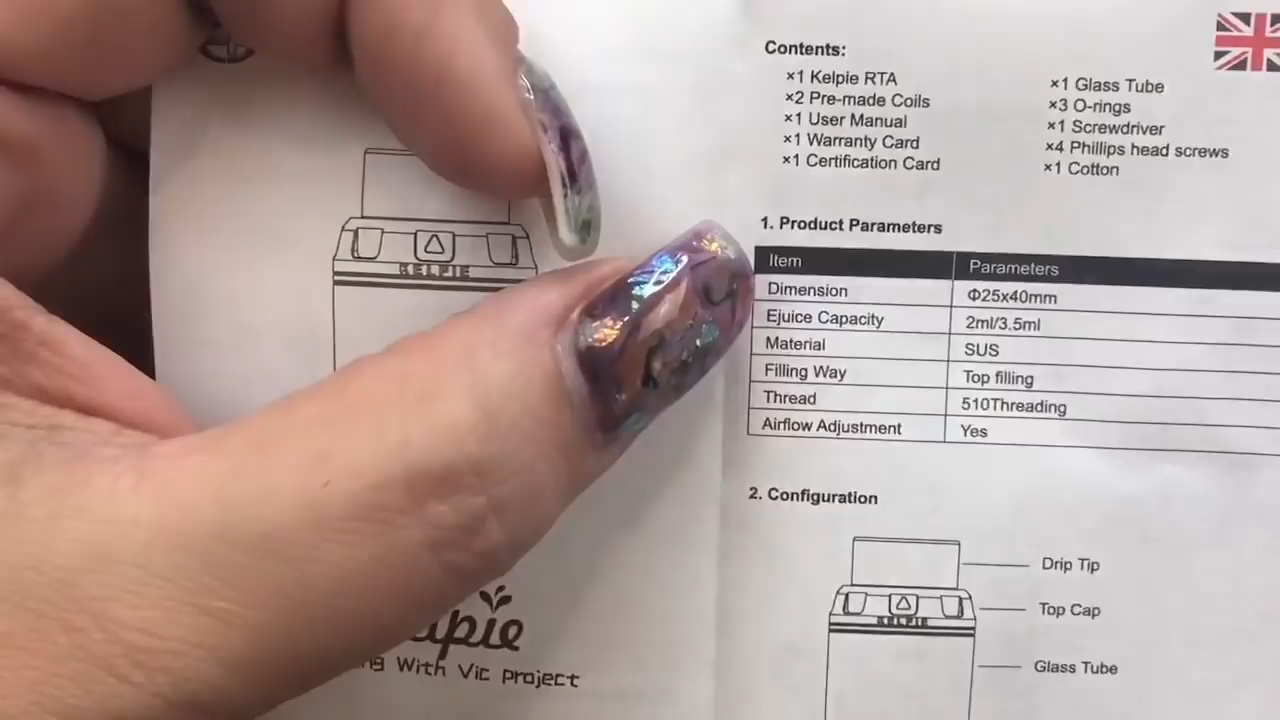 KELPIE
With Vic project
Contents:
×1 Kelpie RTA
×2 Pre-made Coils
×1 User Manual
×1 Warranty Card
×1 Certification Card
×1 Glass Tube
×3 O-rings
×1 Screwdriver
×4 Phillips head screws
×1 Cotton
1. Product Parameters
Item Parameters
Dimension Φ25x40mm
Ejuice Capacity 2ml/3.5ml
Material SUS
Filling Way Top filling
Thread 510Threading
Airflow Adjustment Yes
2. Configuration
Drip Tip
Top Cap
KELPIE
Glass Tube